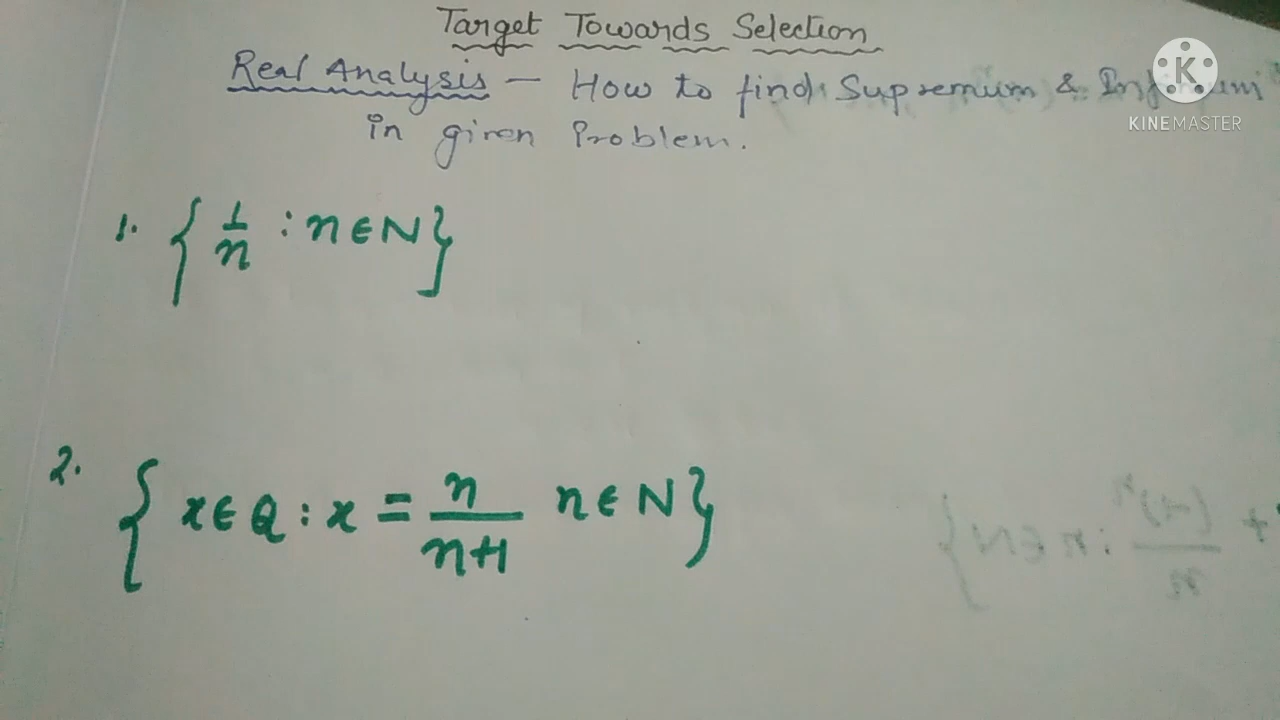 Target Towards Selection
Real Analysis – How to find Supremum &
in given Problem.
K
KINEMASTER
1. { 1/n : n ∈ N }
2. { x ∈ Q : x = n/n+1 n ∈ N }